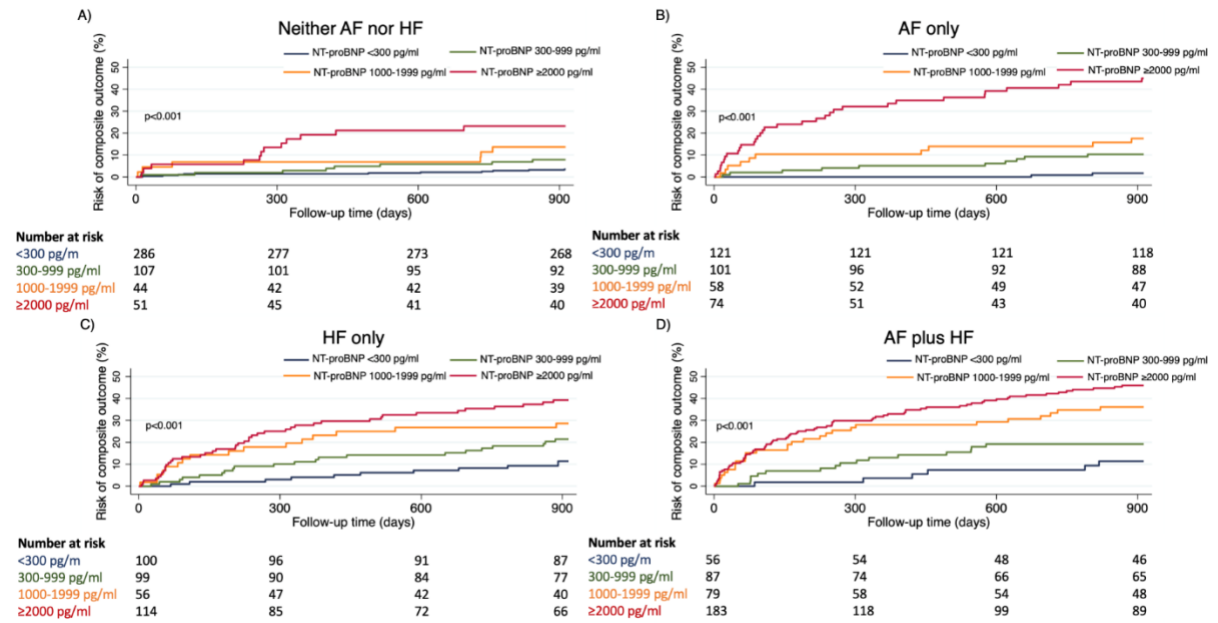 A)
Neither AF nor HF
NT-proBNP <300 pg/ml
NT-proBNP 300-999 pg/ml
NT-proBNP 1000-1999 pg/ml
NT-proBNP ≥2000 pg/ml
Risk of composite outcome (%)
50
40
30
20
10
0
p<0.001
0 300 600 900
Follow-up time (days)
Number at risk
<300 pg/m 286 277 273 268
300-999 pg/ml 107 101 95 92
1000-1999 pg/ml 44 42 42 39
≥2000 pg/ml 51 45 41 40
B)
AF only
NT-proBNP <300 pg/ml
NT-proBNP 300-999 pg/ml
NT-proBNP 1000-1999 pg/ml
NT-proBNP ≥2000 pg/ml
Risk of composite outcome (%)
50
40
30
20
10
0
p<0.001
0 300 600 900
Follow-up time (days)
Number at risk
<300 pg/m 121 121 121 118
300-999 pg/ml 101 96 92 88
1000-1999 pg/ml 58 52 49 47
≥2000 pg/ml 74 51 43 40
C)
HF only
NT-proBNP <300 pg/ml
NT-proBNP 300-999 pg/ml
NT-proBNP 1000-1999 pg/ml
NT-proBNP ≥2000 pg/ml
Risk of composite outcome (%)
50
40
30
20
10
0
p<0.001
0 300 600 900
Follow-up time (days)
Number at risk
<300 pg/m 100 96 91 87
300-999 pg/ml 99 90 84 77
1000-1999 pg/ml 56 47 42 40
≥2000 pg/ml 114 85 72 66
D)
AF plus HF
NT-proBNP <300 pg/ml
NT-proBNP 300-999 pg/ml
NT-proBNP 1000-1999 pg/ml
NT-proBNP ≥2000 pg/ml
Risk of composite outcome (%)
50
40
30
20
10
0
p<0.001
0 300 600 900
Follow-up time (days)
Number at risk
<300 pg/m 56 54 48 46
300-999 pg/ml 87 74 66 65
1000-1999 pg/ml 79 58 54 48
≥2000 pg/ml 183 118 99 89